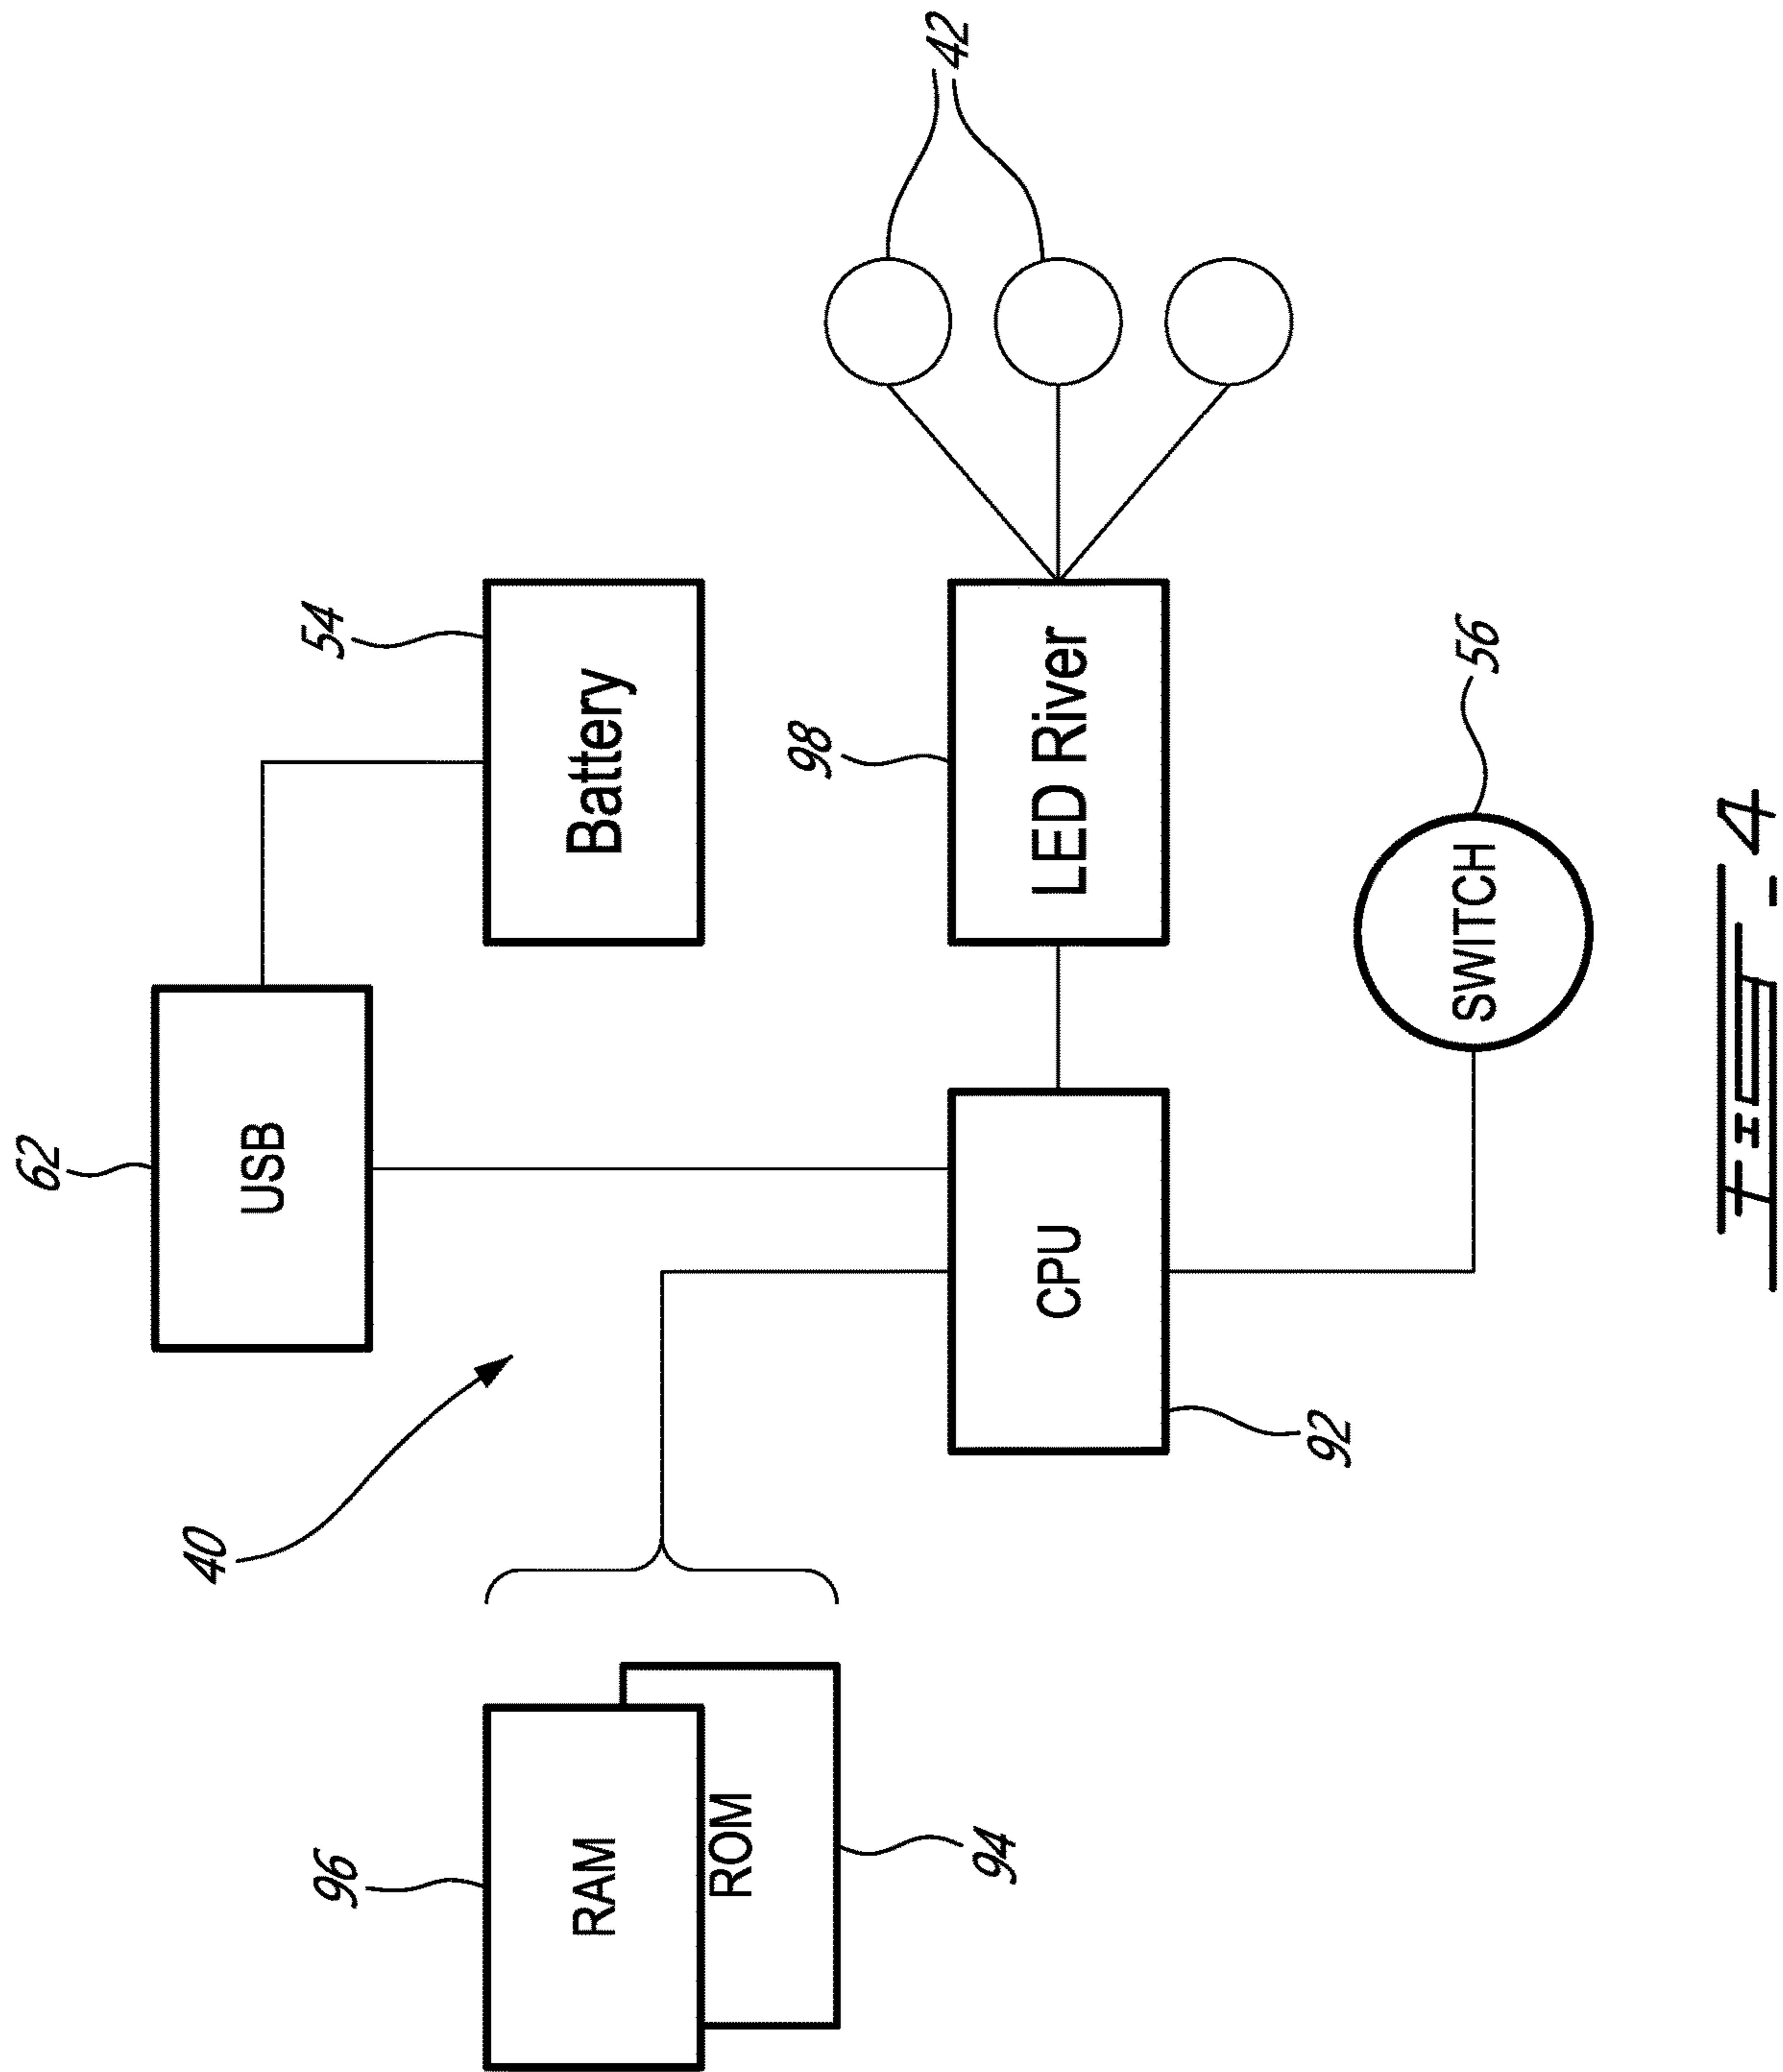 62
USB
54
Battery
40
96
RAM
ROM
94
CPU
92
98
LED River
42
SWITCH
56
FIG - 4